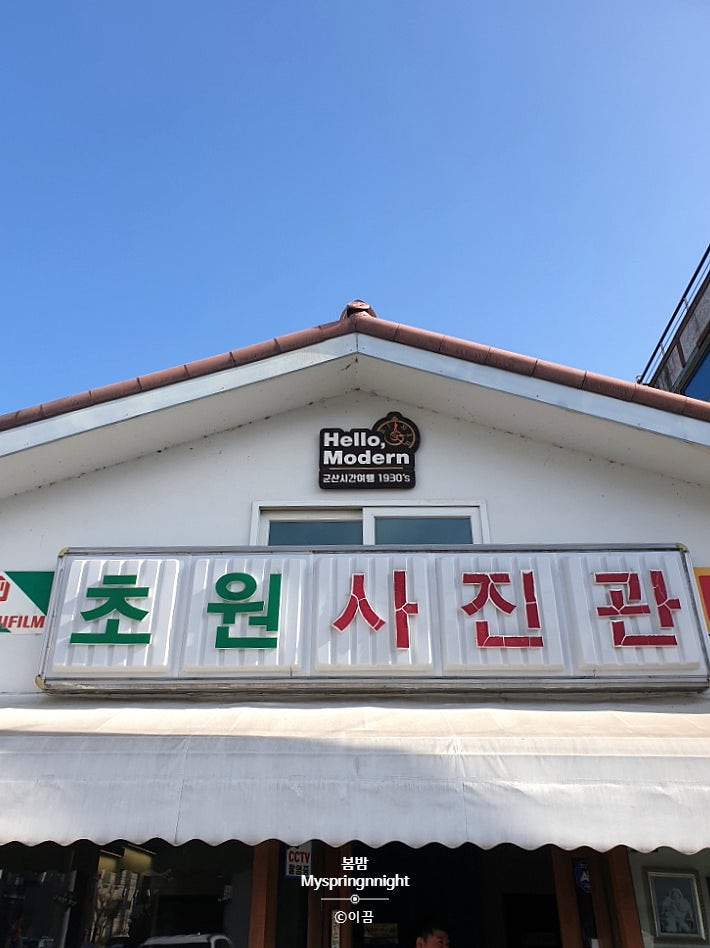 Hello,
Modern
군산시간여행 1930's
FUJIFILM
초원사진관
CCTV
봄밤
Myspringnnight
©이끔